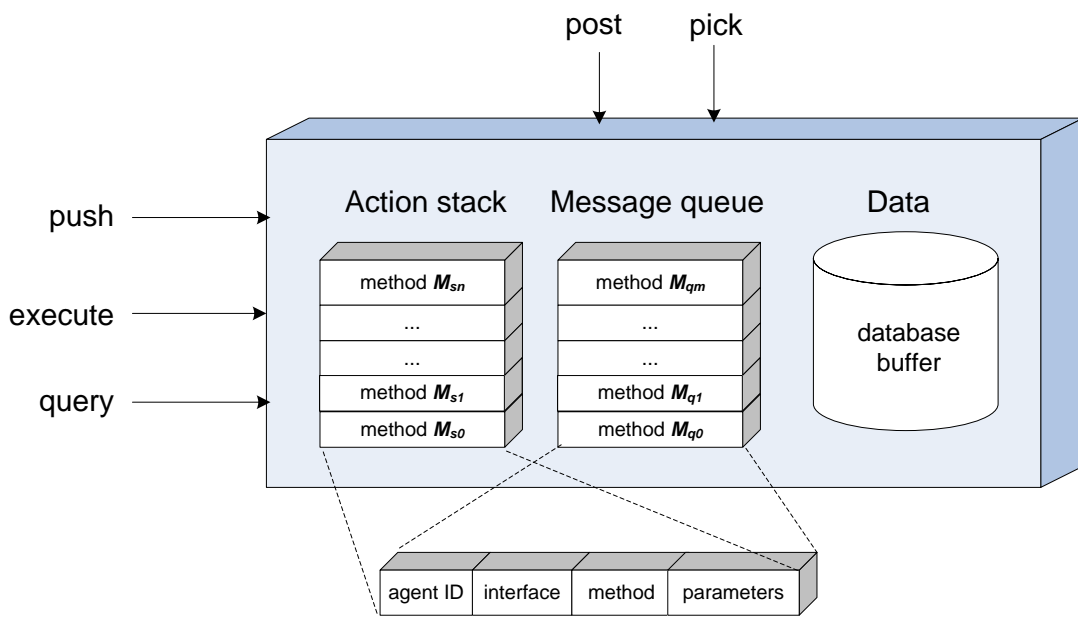 post
pick
push
execute
query
Action stack
method Msn
...
...
method Ms1
method Ms0
Message queue
method Mqm
...
...
method Mq1
method Mq0
Data
database
buffer
agent ID
interface
method
parameters